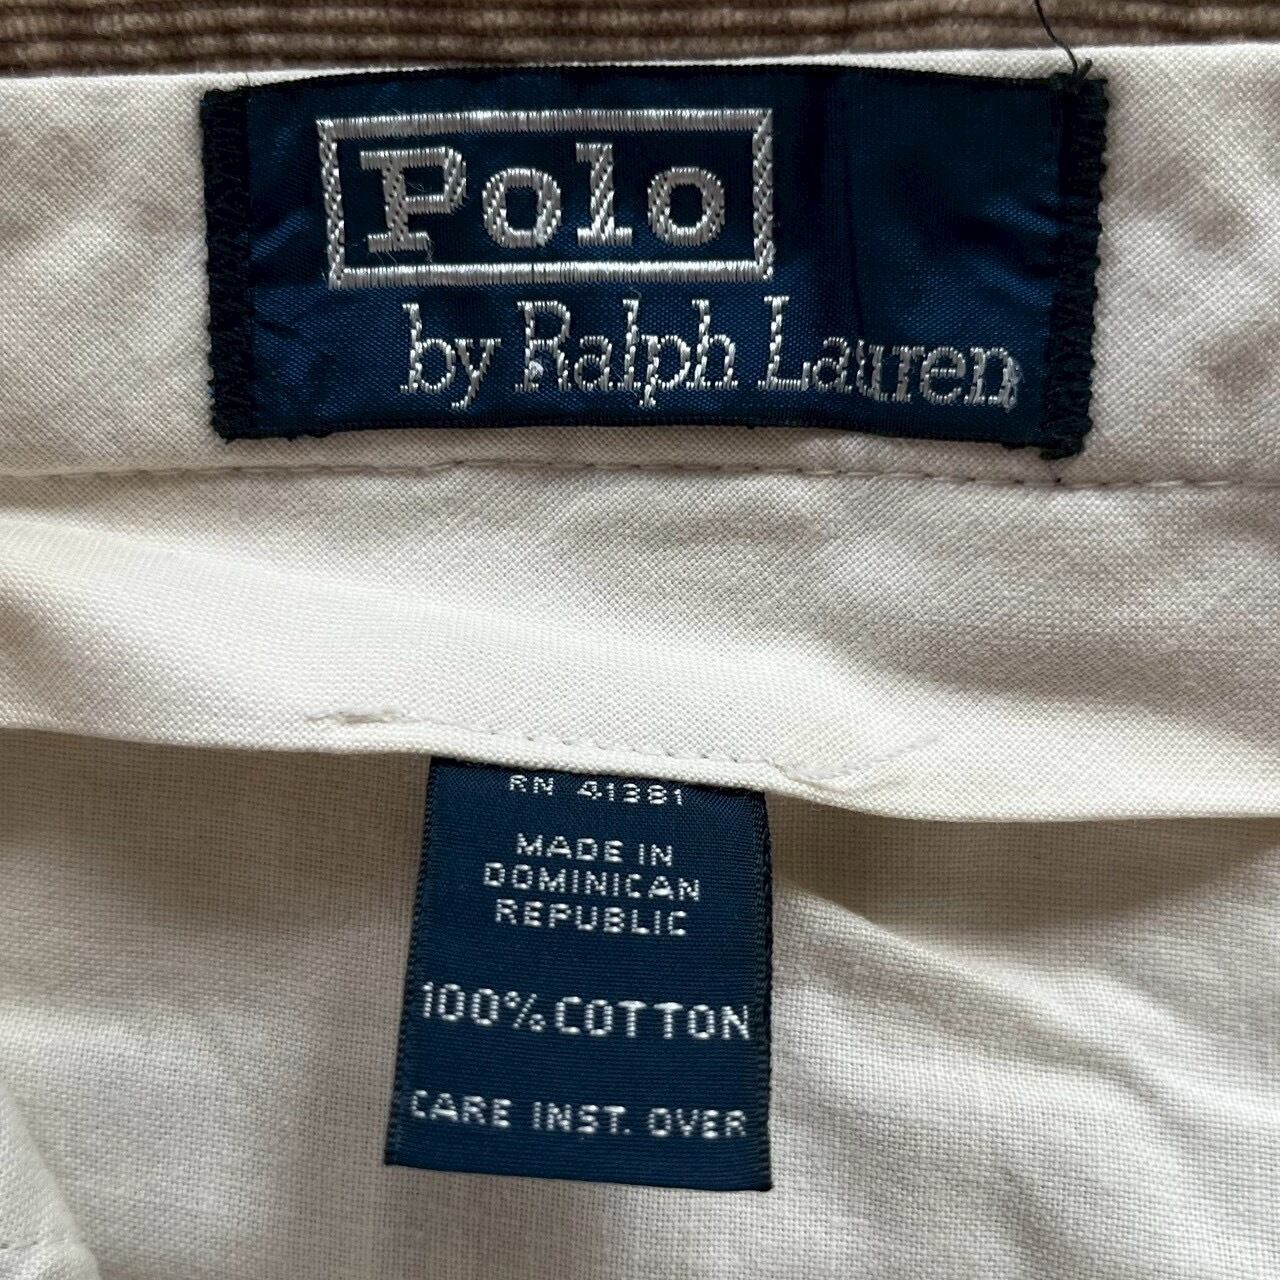 Polo
by Ralph Lauren
RN 41381
MADE IN
DOMINICAN
REPUBLIC
100% COTTON
CARE INST. OVER